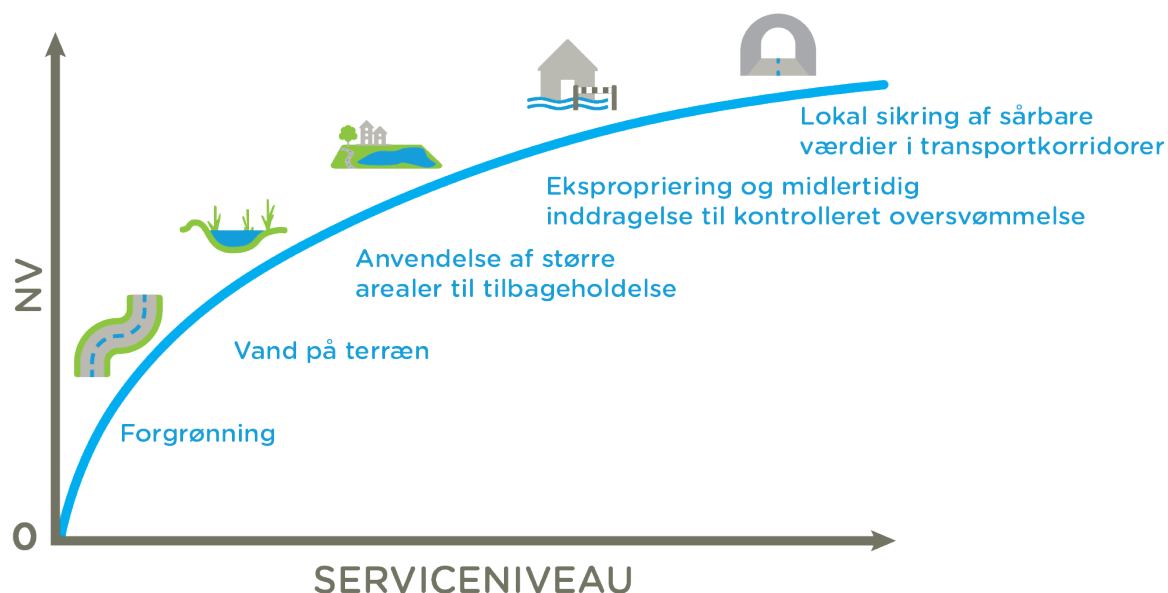 Lokal sikring af sårbare
værdier i transportkorridorer
Ekspropriering og midlertidig
inddragelse til kontrolleret oversvømmelse
Anvendelse af større
arealer til tilbageholdelse
NV
Vand på terræn
Forgrønning
0
SERVICENIVEAU